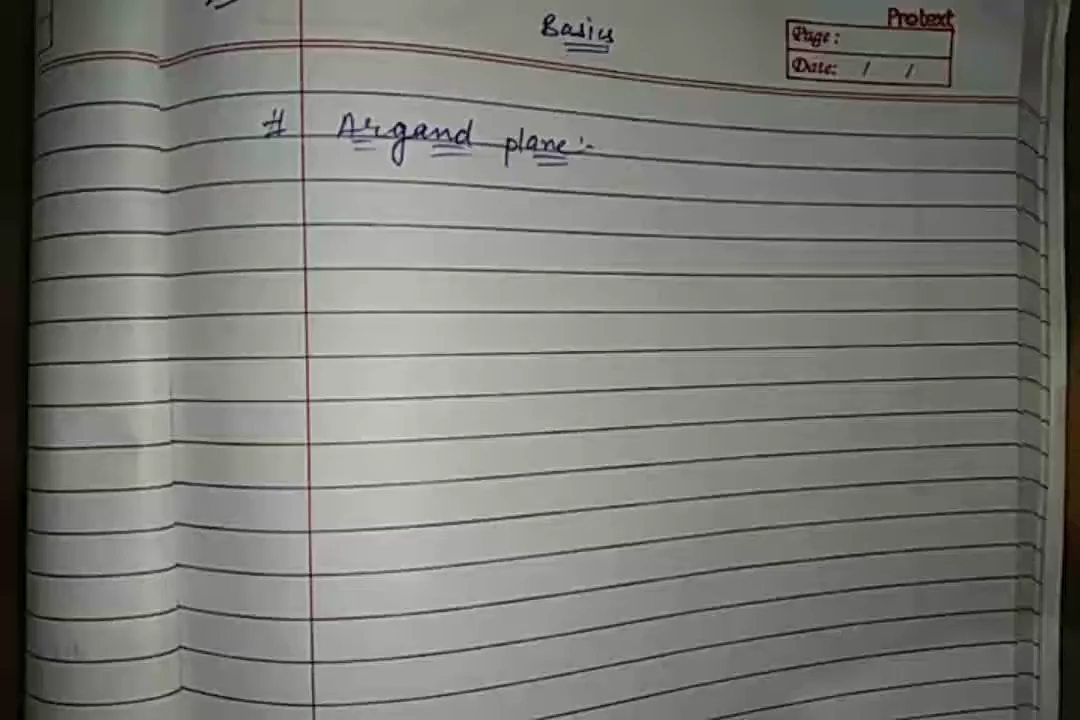 Protext
Basics
Page:
Date: / /
# Argand plane :-